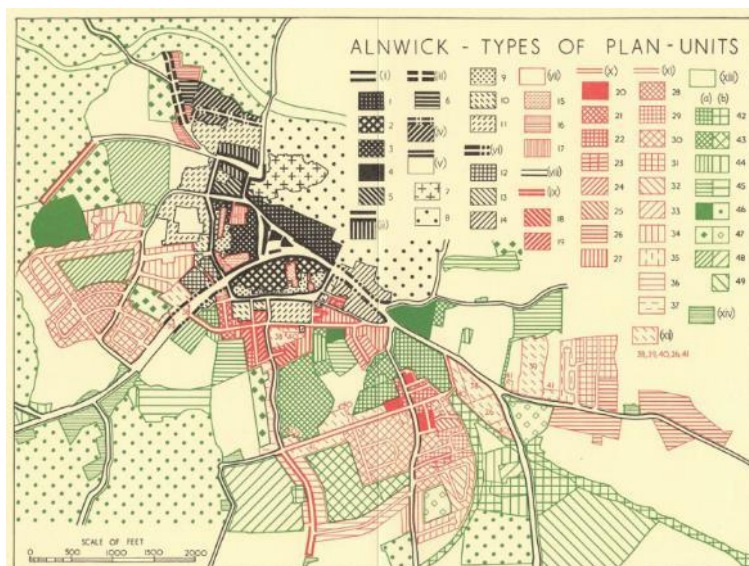 ALNWICK - TYPES OF PLAN-UNITS
(i) (iii) 9 (vii) (x) (xi) (xiii)
1 6 10 15 20 28 (a) (b)
2 (iv) 11 16 21 29 42
3 (v) (vi) 17 22 30 43
4 7 12 (viii) 23 31 44
5 8 13 (ix) 24 32 45
(ii) 14 18 25 33 46
19 26 34 47
27 35 48
36 49
37 (xiv)
(xii)
38,39,40,26,41
41
SCALE OF FEET
0 500 1000 1500 2000